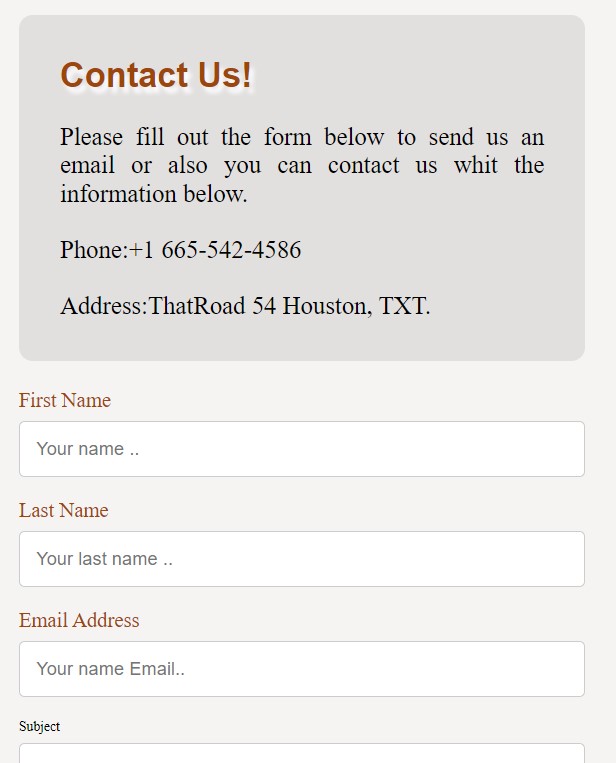 Contact Us!
Please fill out the form below to send us an
email or also you can contact us whit the
information below.
Phone:+1 665-542-4586
Address:ThatRoad 54 Houston, TXT.
First Name
Your name ..
Last Name
Your last name ..
Email Address
Your name Email..
Subject